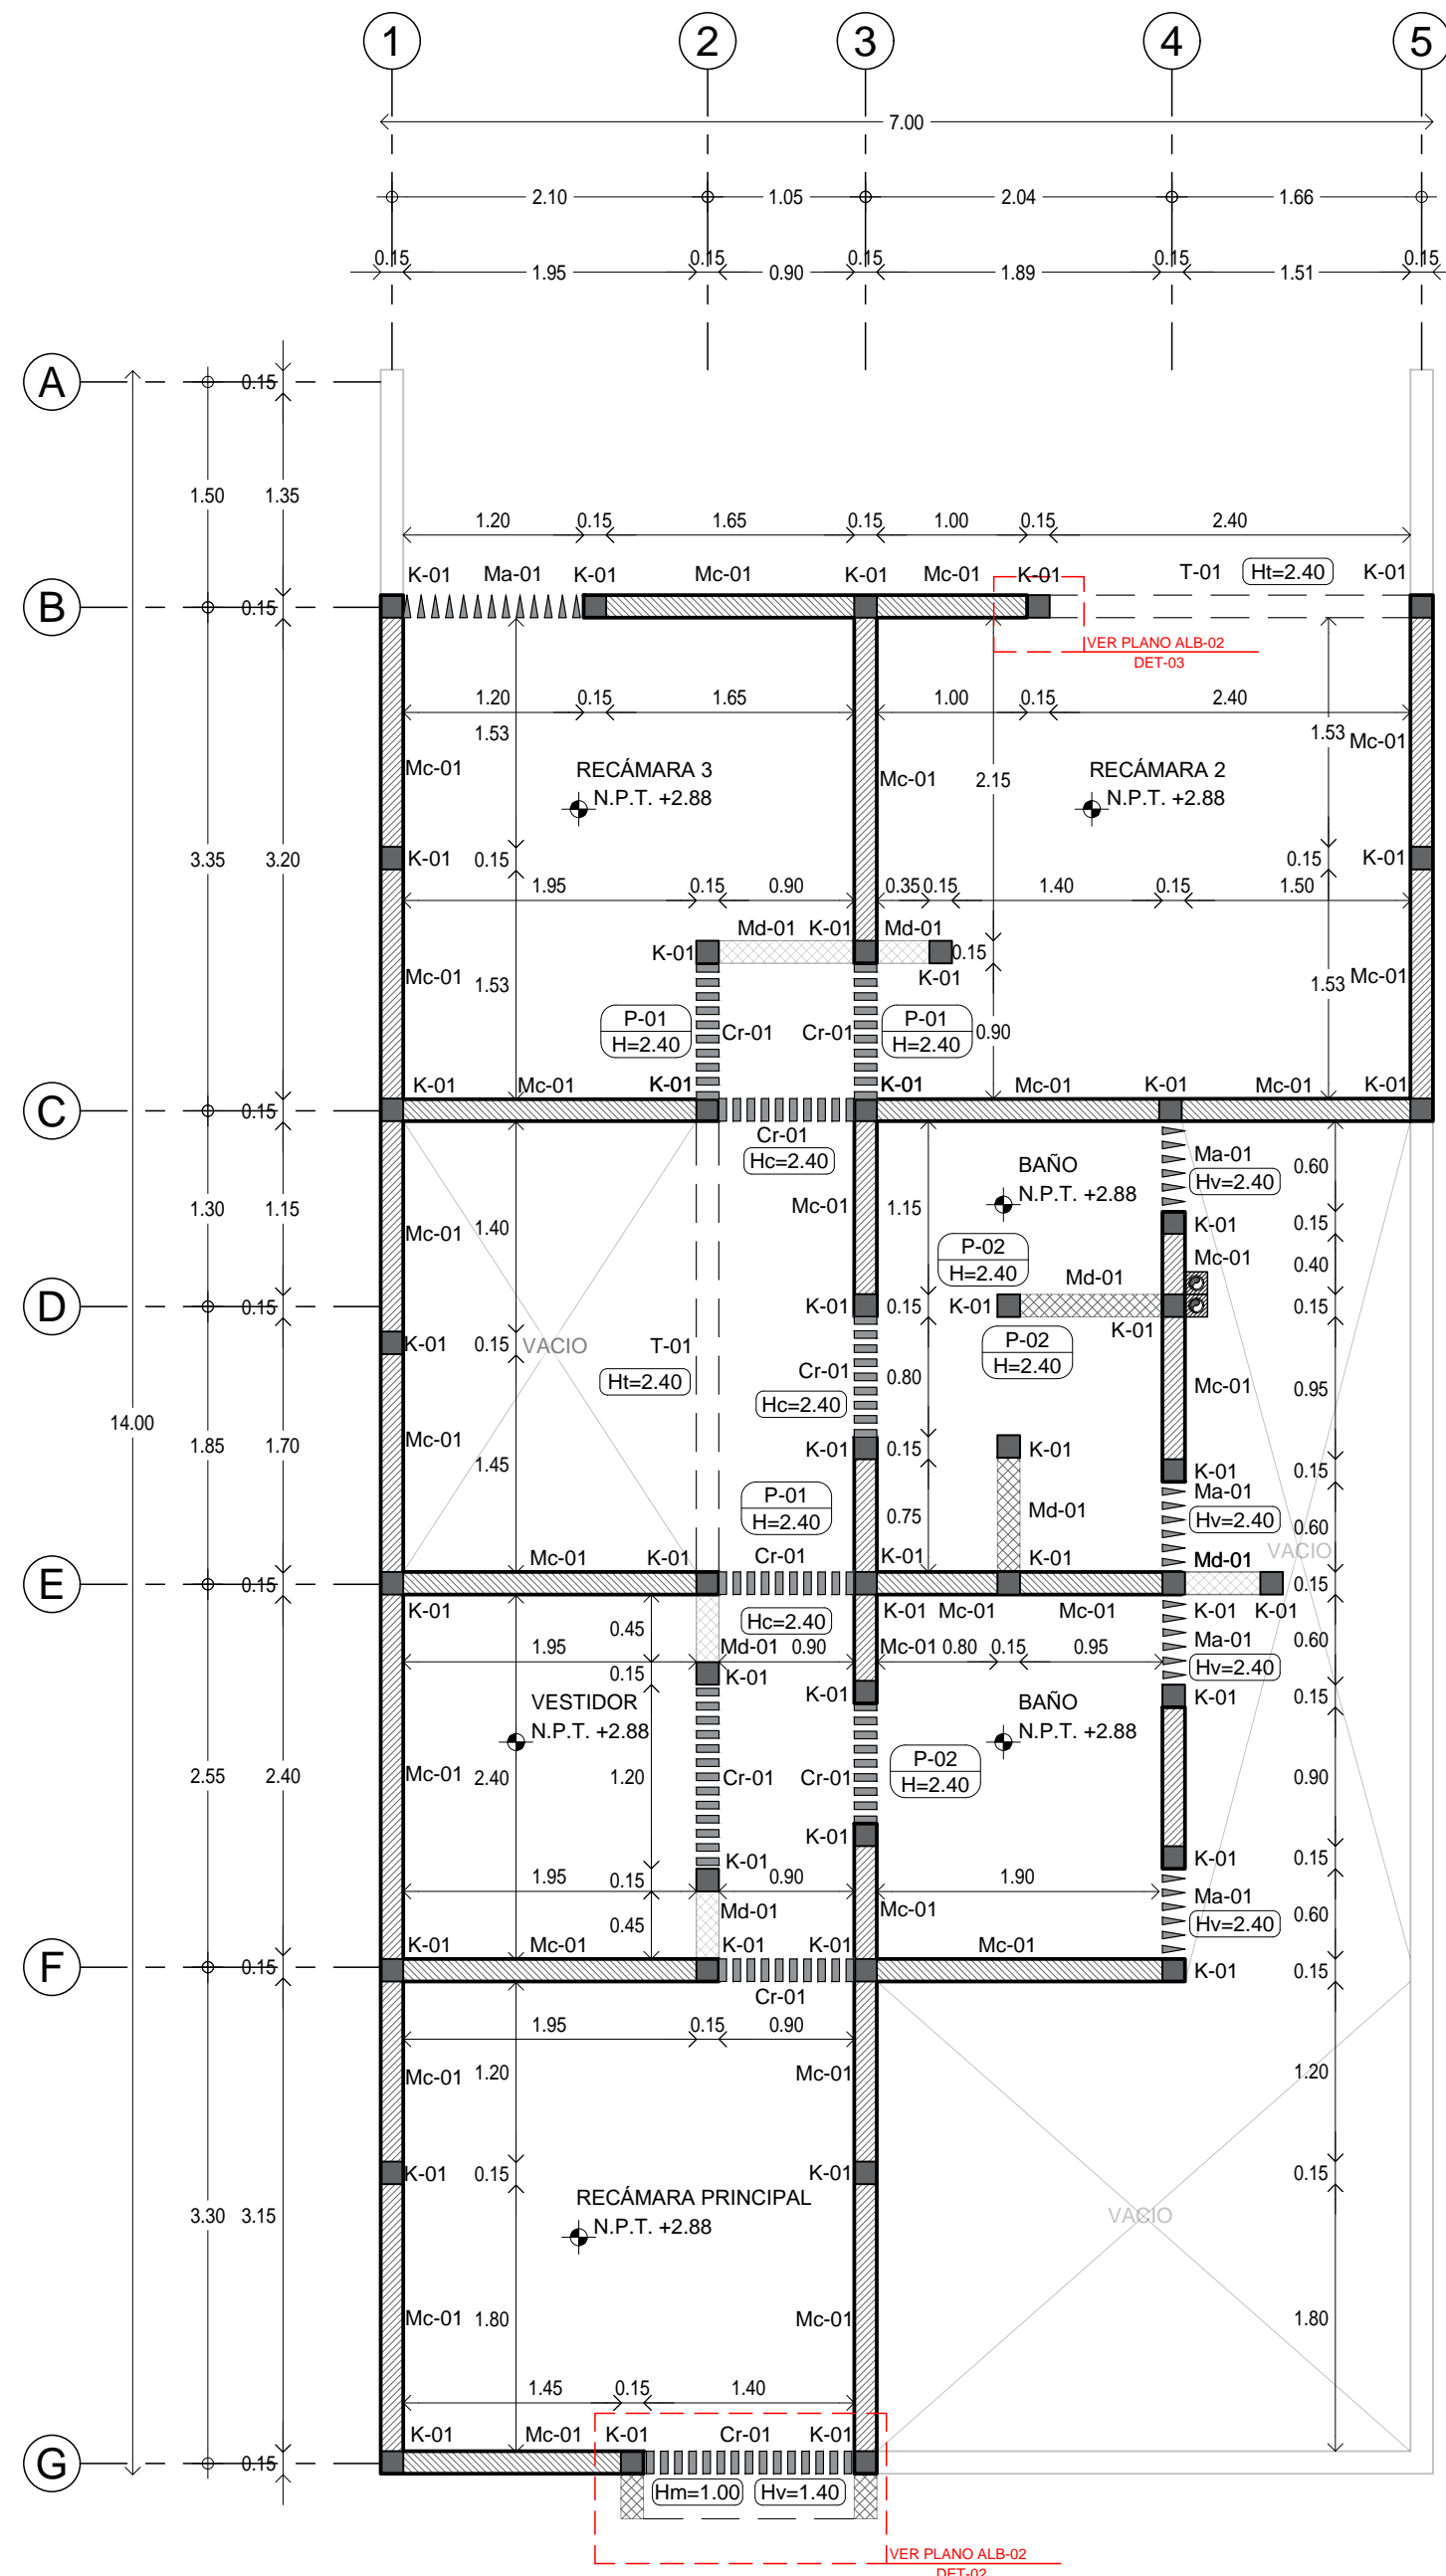 1 2 3 4 5
7.00
2.10 1.05 2.04 1.66
0.15 0.15 0.15 0.15 0.15
1.95 0.90 1.89 1.51
A 0.15
1.50 1.35
1.20 0.15 1.65 0.15 1.00 0.15 2.40
K-01 Ma-01 K-01 Mc-01 K-01 Mc-01 K-01 T-01 Ht=2.40 K-01
B 0.15
VER PLANO ALB-02
DET-03
1.20 0.15 1.65 1.00 0.15 2.40
1.53 1.53 Mc-01
Mc-01 RECÁMARA 3 Mc-01 2.15 RECÁMARA 2
N.P.T. +2.88 N.P.T. +2.88
3.35 3.20 K-01 0.15 0.15 K-01
1.95 0.15 0.90 0.35 0.15 1.40 0.15 1.50
Md-01 K-01 Md-01
K-01 0.15
Mc-01 1.53 K-01 1.53 Mc-01
P-01 P-01
Cr-01 Cr-01 0.90
H=2.40 H=2.40
K-01 Mc-01 K-01 K-01 Mc-01 K-01 Mc-01 K-01
C 0.15
Cr-01
Hc=2.40 BAÑO Ma-01 0.60
N.P.T. +2.88 Hv=2.40
1.30 1.15 Mc-01 1.40 Mc-01 1.15 K-01 0.15
P-02 Mc-01 0.40
H=2.40 Md-01
D 0.15 K-01 0.15 K-01 0.15
K-01
K-01 0.15 VACIO T-01 P-02
H=2.40
Ht=2.40 Cr-01 0.80 Mc-01 0.95
Hc=2.40
14.00
1.85 1.70 Mc-01 1.45 K-01 0.15 K-01 K-01 0.15
P-01 Ma-01
H=2.40 0.75 Md-01 Hv=2.40 0.60
VACIO
Mc-01 K-01 Cr-01 K-01 K-01 Md-01
E 0.15 0.15
K-01 Hc=2.40 K-01 Mc-01 Mc-01 K-01 K-01
0.45
1.95 Md-01 0.90 Mc-01 0.80 0.15 0.95 Ma-01 0.60
0.15 K-01 Hv=2.40
VESTIDOR K-01 BAÑO K-01 0.15
N.P.T. +2.88 N.P.T. +2.88
2.55 2.40 Mc-01 2.40 1.20 Cr-01 Cr-01 P-02 0.90
H=2.40
K-01
K-01 K-01 0.15
1.95 0.15 0.90 1.90 Ma-01
Md-01 Mc-01 Hv=2.40 0.60
0.45
K-01 Mc-01 K-01 K-01 Mc-01
F 0.15 K-01 0.15
Cr-01
1.95 0.15 0.90
Mc-01 1.20 Mc-01 1.20
K-01 0.15 K-01 0.15
RECÁMARA PRINCIPAL
3.30 3.15 N.P.T. +2.88 VACIO
Mc-01 1.80 Mc-01 1.80
1.45 0.15 1.40
K-01 Mc-01 K-01 Cr-01 K-01
G 0.15
Hm=1.00 Hv=1.40
VER PLANO ALB-02
DET-02